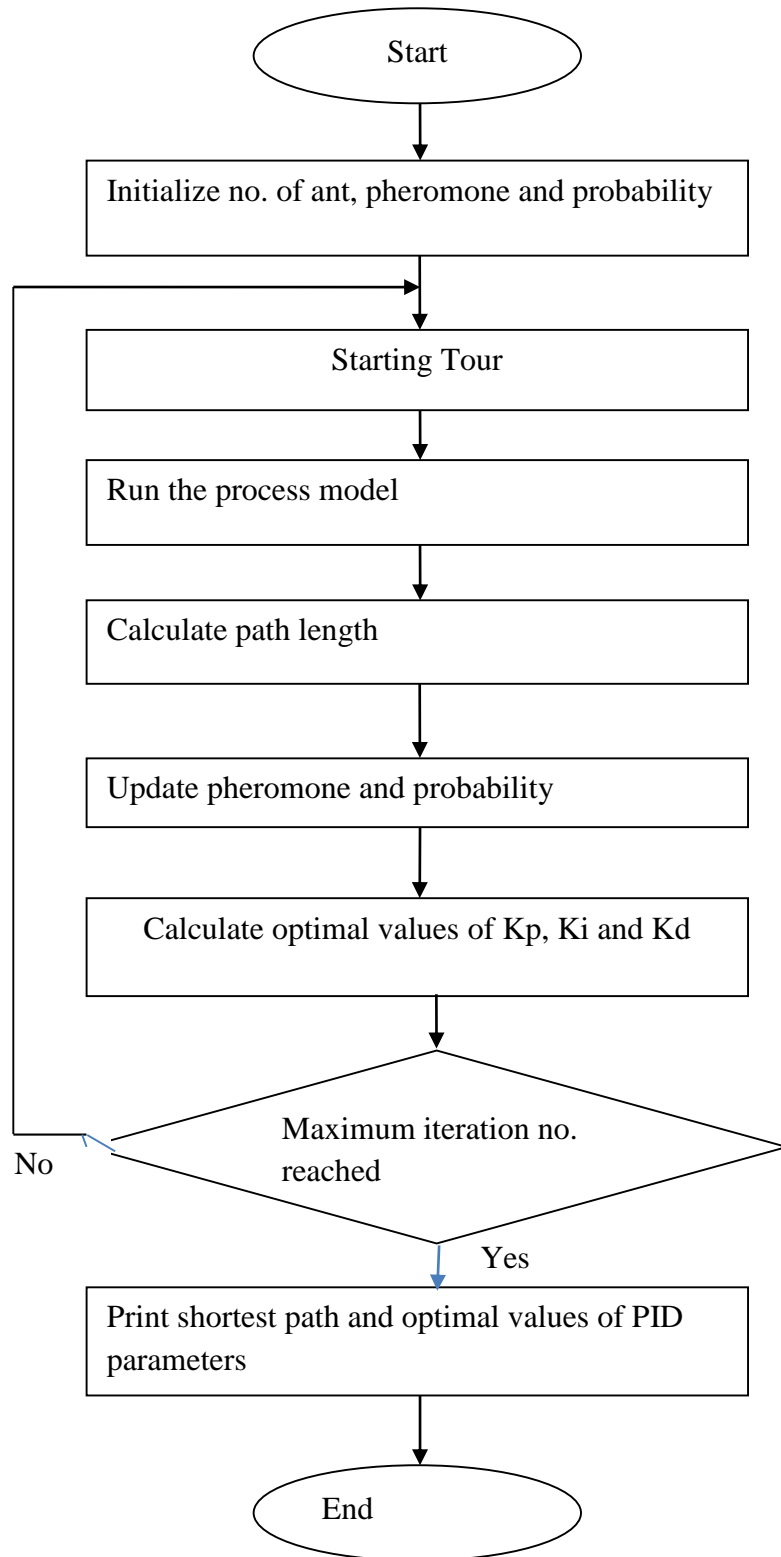 Start
Initialize no. of ant, pheromone and probability
Starting Tour
Run the process model
Calculate path length
Update pheromone and probability
Calculate optimal values of Kp, Ki and Kd
Maximum iteration no.
reached
No
Yes
Print shortest path and optimal values of PID
parameters
End